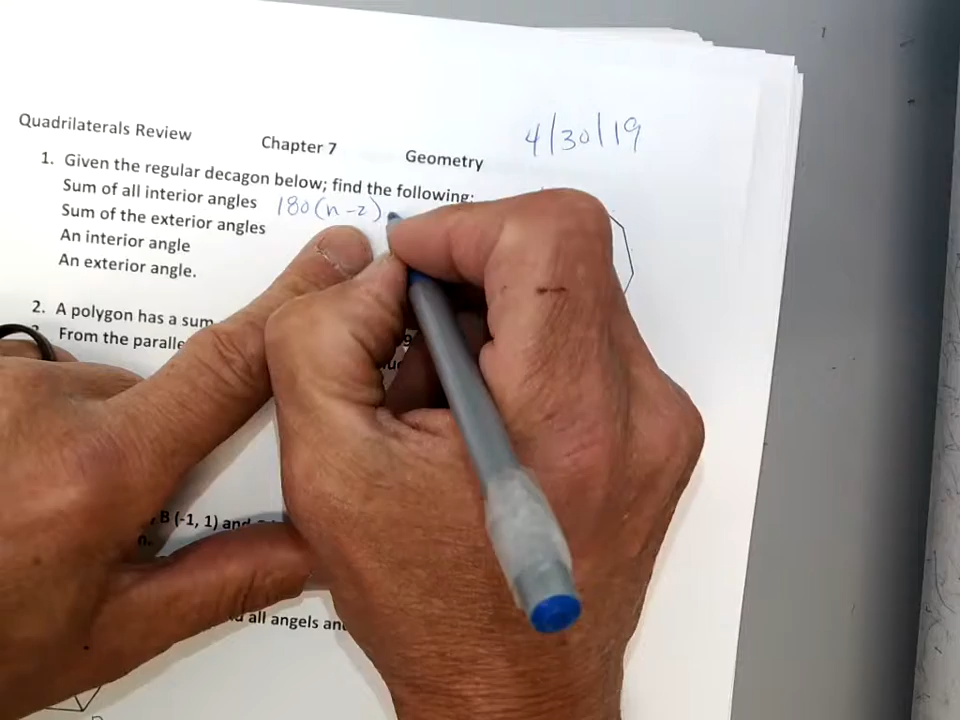 Quadrilaterals Review Chapter 7 Geometry 4/30/19
1. Given the regular decagon below; find the following:
Sum of all interior angles 180(n-2)
Sum of the exterior angles
An interior angle
An exterior angle.
2. A polygon has a sum
From the paralle
B (-1, 1) and
all angels and